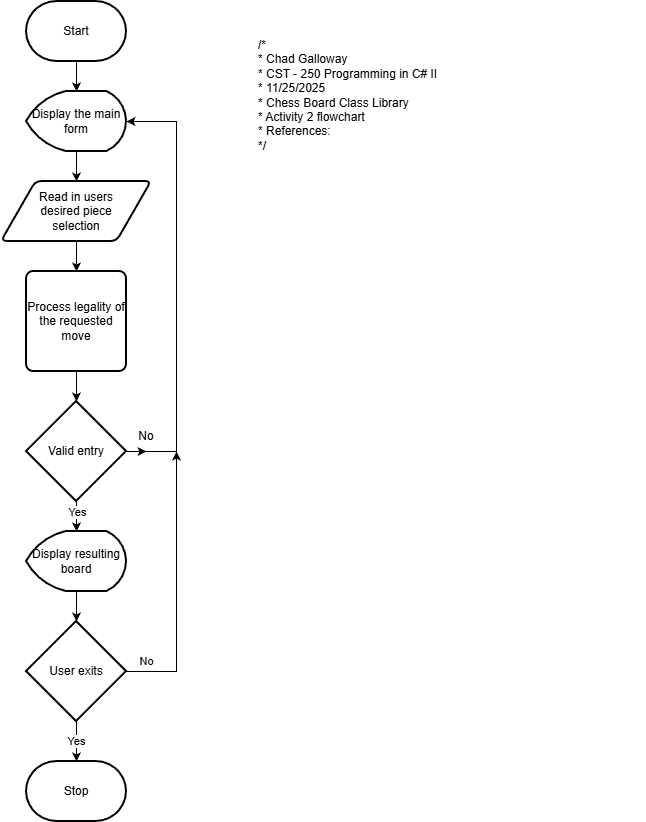 Start
/*
* Chad Galloway
* CST - 250 Programming in C# II
* 11/25/2025
* Chess Board Class Library
* Activity 2 flowchart
* References:
*/
Display the main
form
Read in users
desired piece
selection
Process legality of
the requested
move
No
Valid entry
Yes
Display resulting
board
No
User exits
Yes
Stop